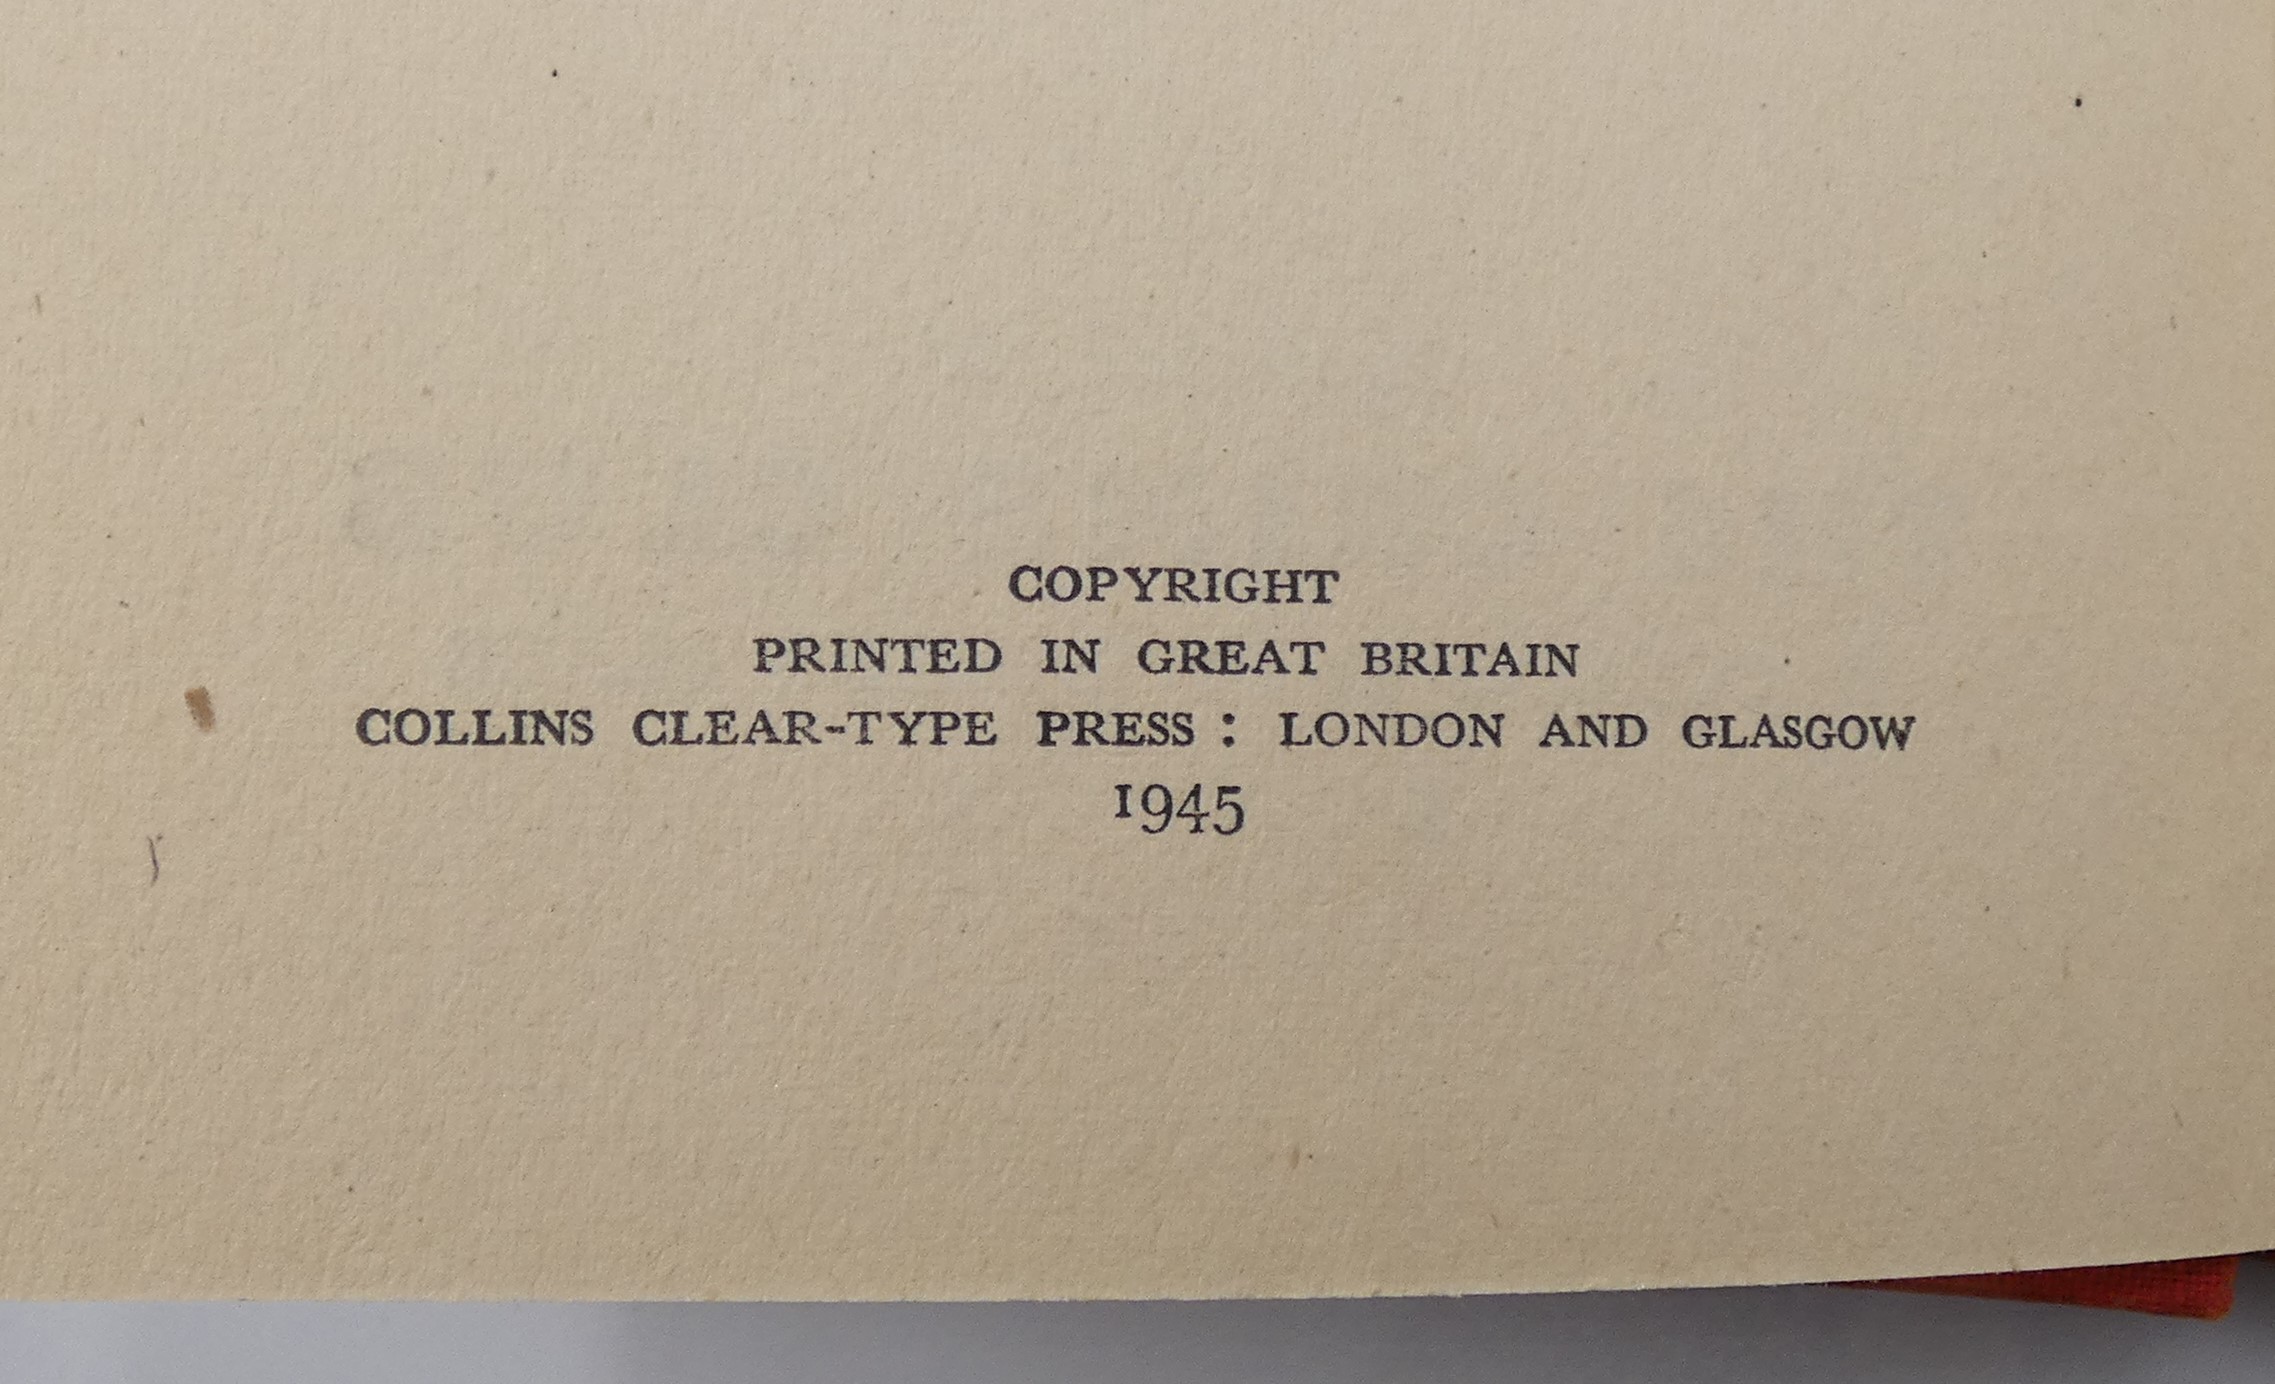 COPYRIGHT
PRINTED IN GREAT BRITAIN
COLLINS CLEAR-TYPE PRESS : LONDON AND GLASGOW
1945